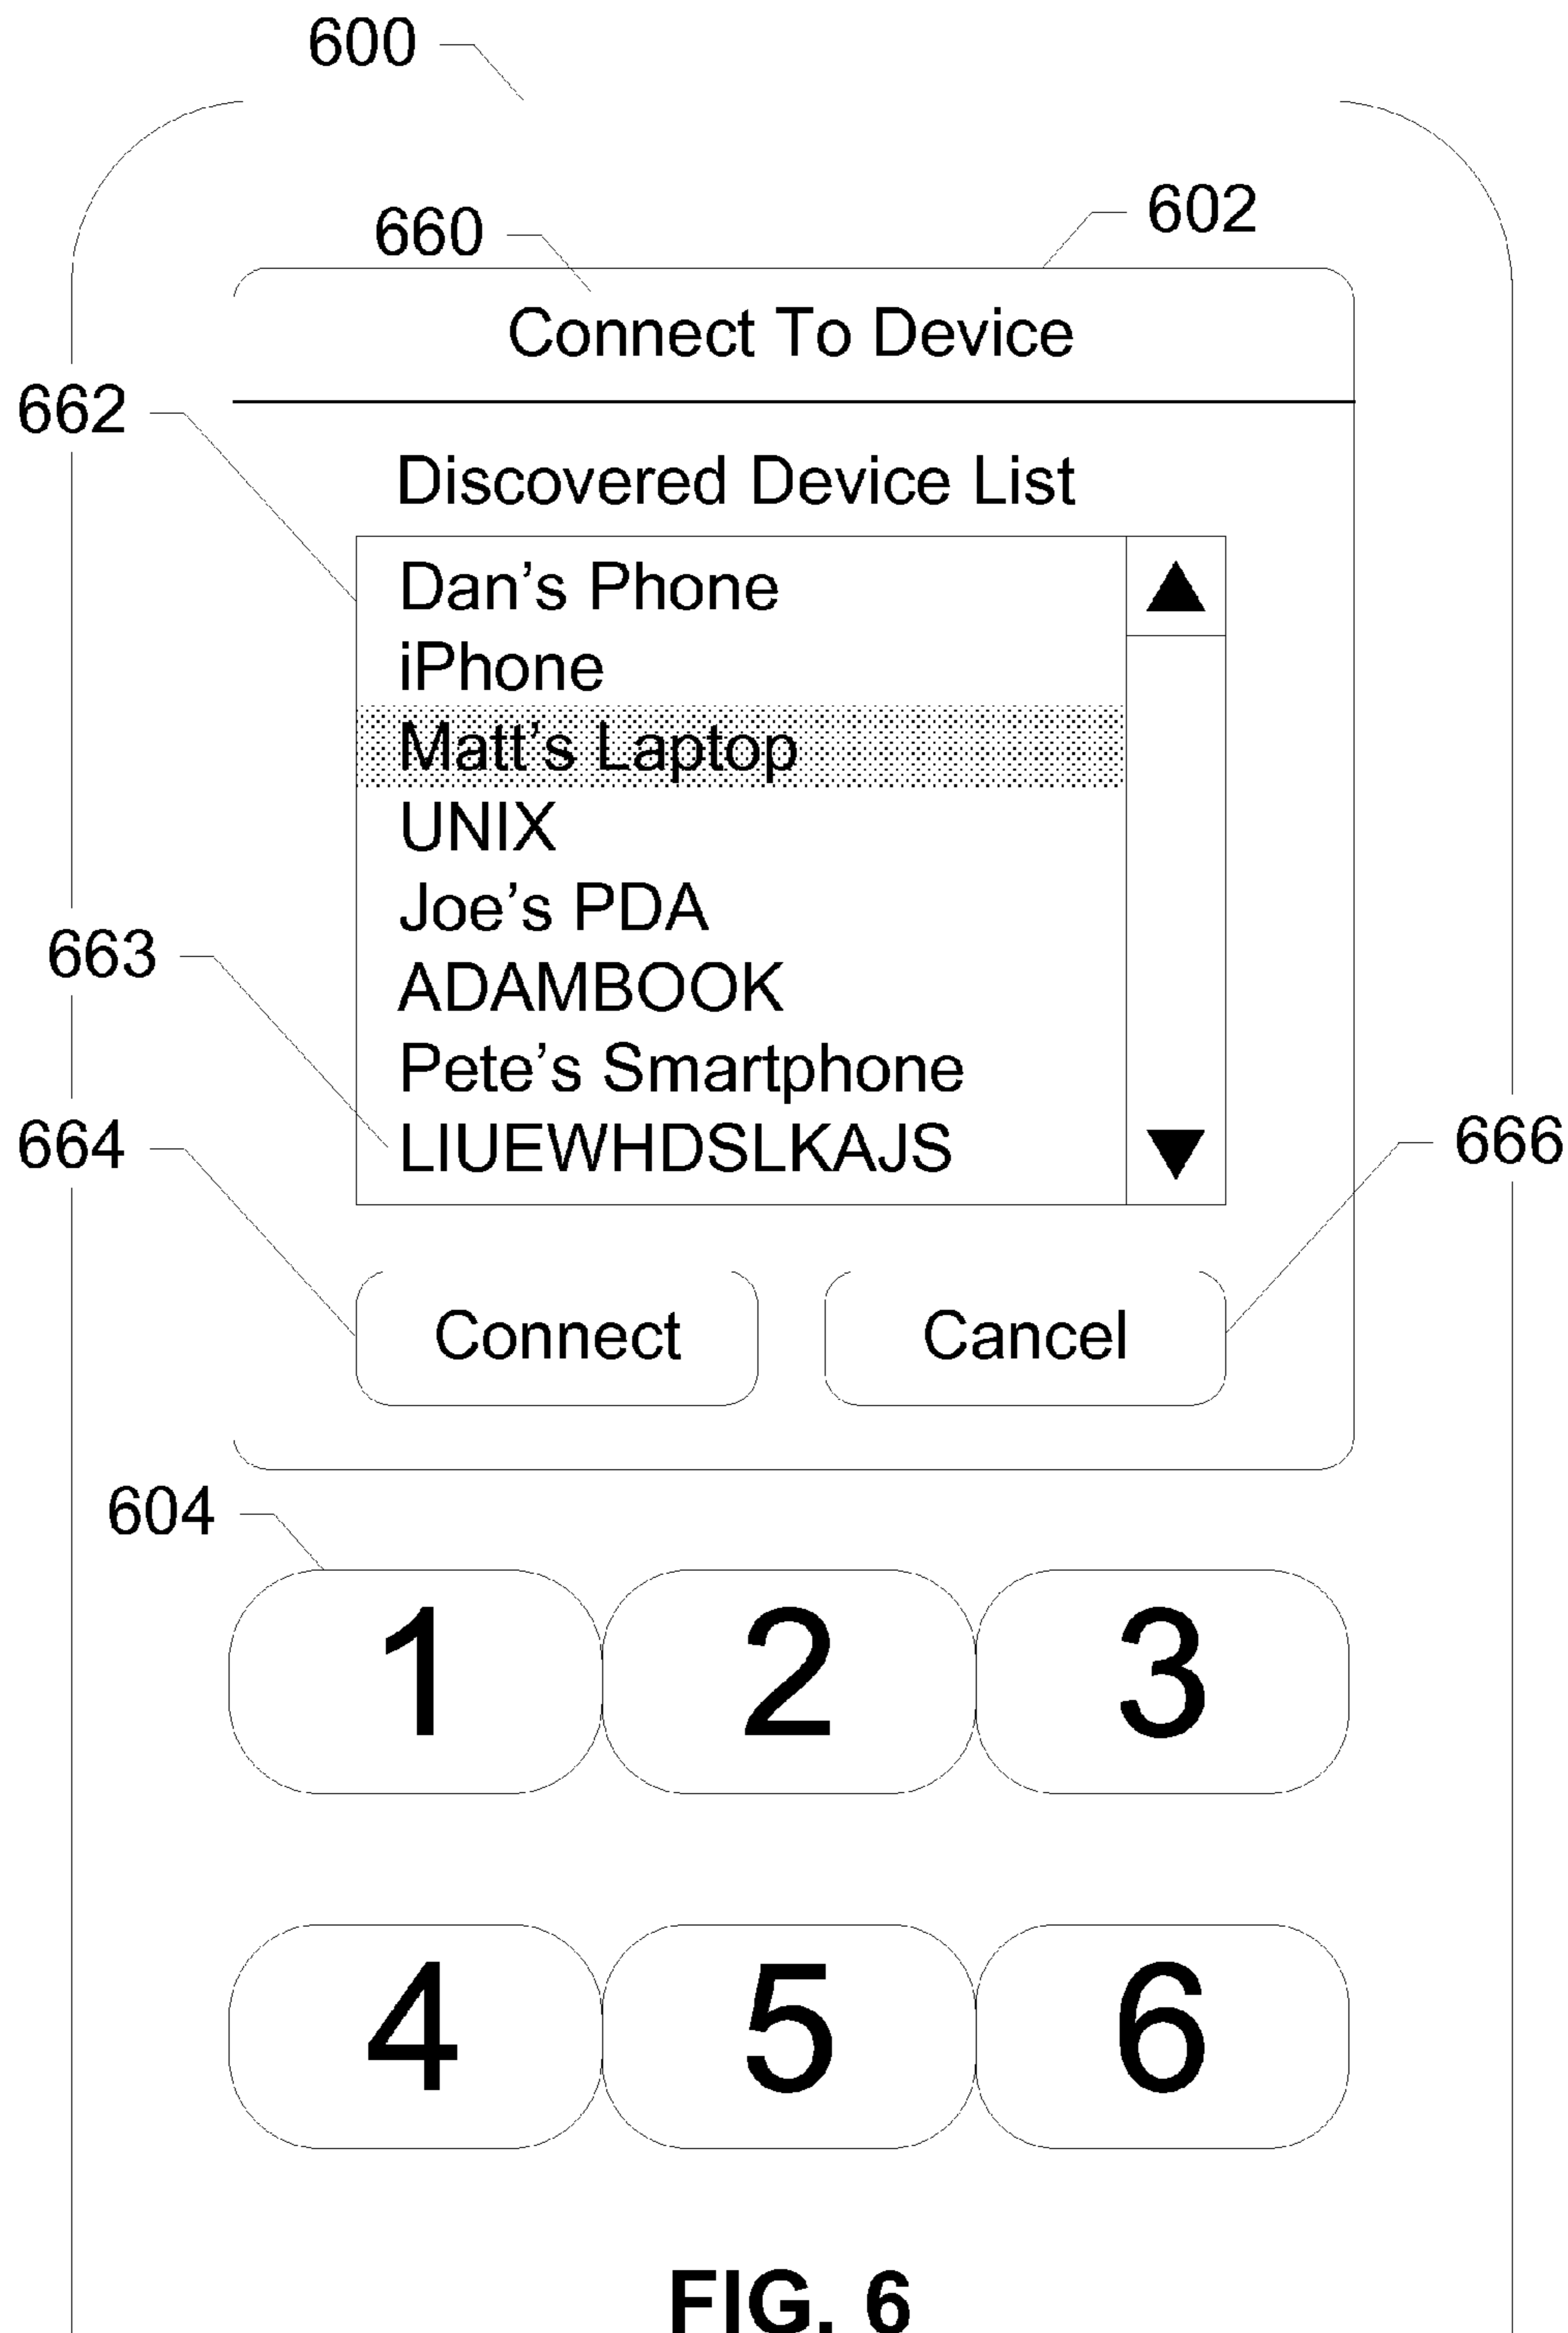 600
602
660
Connect To Device
662
Discovered Device List
Dan's Phone
iPhone
Matt's Laptop
UNIX
Joe's PDA
663
ADAMBOOK
Pete's Smartphone
664
LIUEWHDSLKAJS
666
Connect Cancel
604
1 2 3
4 5 6
FIG. 6